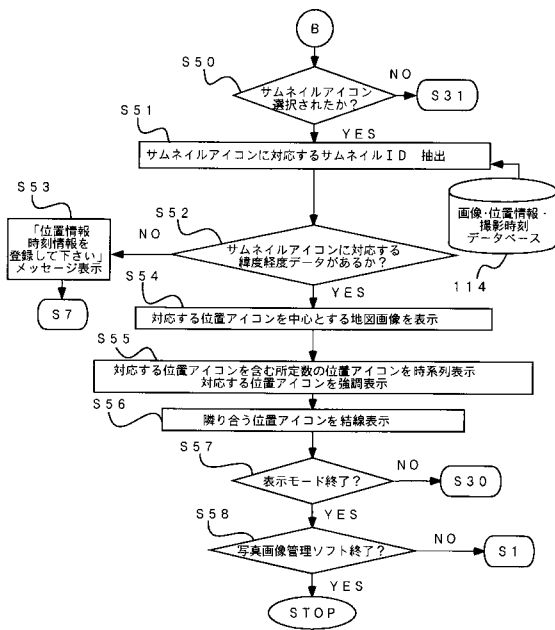 B
S50
サムネイルアイコン
選択されたか？
NO
S31
YES
S51
サムネイルアイコンに対応するサムネイルID 抽出
画像・位置情報・
撮影時刻
データベース
114
S52
サムネイルアイコンに対応する
緯度経度データがあるか？
NO
S53
「位置情報
時刻情報を
登録して下さい」
メッセージ表示
S7
YES
S54
対応する位置アイコンを中心とする地図画像を表示
S55
対応する位置アイコンを含む所定数の位置アイコンを時系列表示
対応する位置アイコンを強調表示
S56
隣り合う位置アイコンを結線表示
S57
表示モード終了？
NO
S30
YES
S58
写真画像管理ソフト終了？
NO
S1
YES
STOP